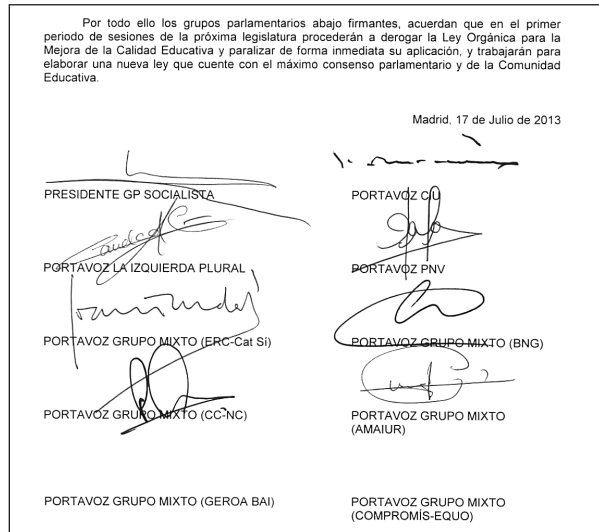 Por todo ello los grupos parlamentarios abajo firmantes, acuerdan que en el primer
periodo de sesiones de la próxima legislatura procederán a derogar la Ley Orgánica para la
Mejora de la Calidad Educativa y paralizar de forma inmediata su aplicación, y trabajarán para
elaborar una nueva ley que cuente con el máximo consenso parlamentario y de la Comunidad
Educativa.
Madrid, 17 de Julio de 2013
PRESIDENTE GP SOCIALISTA
PORTAVOZ CiU
PORTAVOZ LA IZQUIERDA PLURAL
PORTAVOZ PNV
PORTAVOZ GRUPO MIXTO (ERC-Cat Sí)
PORTAVOZ GRUPO MIXTO (BNG)
PORTAVOZ GRUPO MIXTO (CC-NC)
PORTAVOZ GRUPO MIXTO
(AMAIUR)
PORTAVOZ GRUPO MIXTO (GEROA BAI)
PORTAVOZ GRUPO MIXTO
(COMPROMÍS-EQUO)